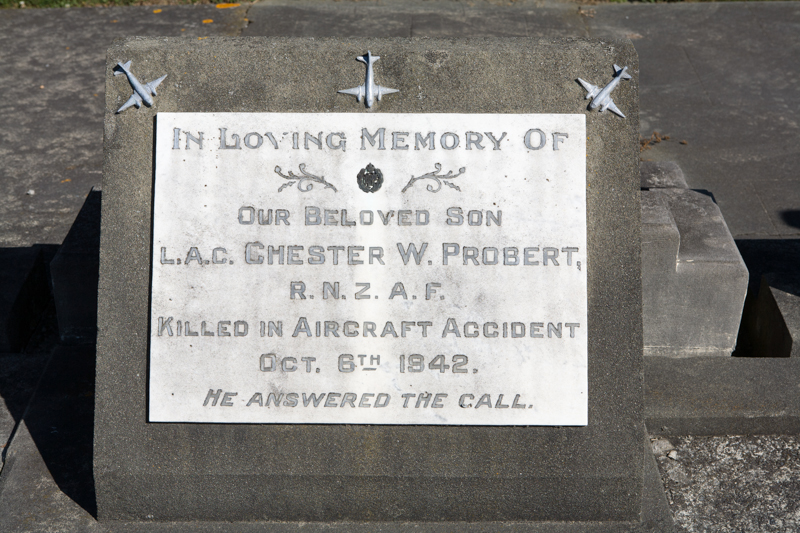 In Loving Memory Of
Our Beloved Son
L.A.C. Chester W. Probert,
R.N.Z.A.F.
Killed in Aircraft Accident
Oct. 6th 1942.
He answered the call.